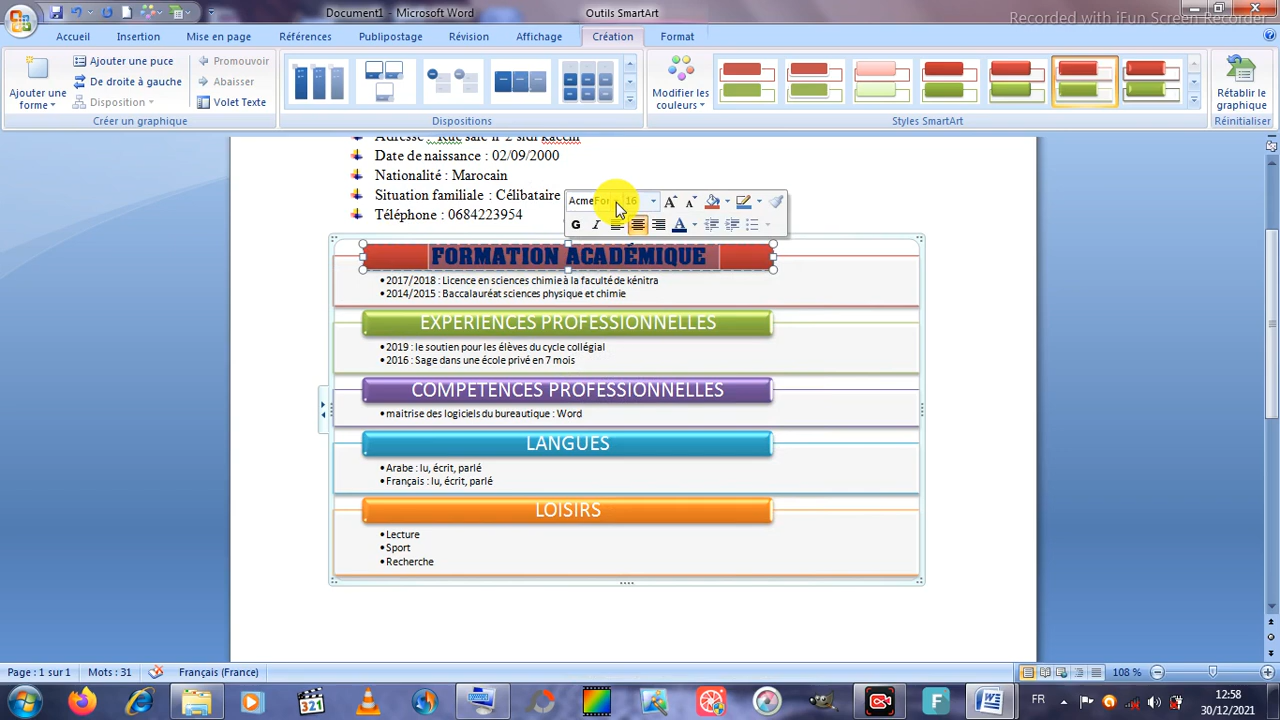 Document1 - Microsoft Word
Outils SmartArt
Recorded with iFun Screen Recorder
Accueil
Insertion
Mise en page
Références
Publipostage
Révision
Affichage
Création
Format
Ajouter une forme
Ajouter une puce
Promouvoir
De droite à gauche
Abaisser
Disposition
Volet Texte
Modifier les couleurs
Rétablir le graphique
Créer un graphique
Dispositions
Styles SmartArt
Réinitialiser
Date de naissance : 02/09/2000
Nationalité : Marocain
Situation familiale : Célibataire
Téléphone : 0684223954
AcmeFon 16
G I A
FORMATION ACADÉMIQUE
•2017/2018 : Licence en sciences chimie à la faculté de kénitra
•2014/2015 : Baccalauréat sciences physique et chimie
EXPERIENCES PROFESSIONNELLES
•2019 : le soutien pour les élèves du cycle collégial
•2016 : Sage dans une école privé en 7 mois
COMPETENCES PROFESSIONNELLES
•maitrise des logiciels du bureautique : Word
LANGUES
•Arabe : lu, écrit, parlé
•Français : lu, écrit, parlé
LOISIRS
•Lecture
•Sport
•Recherche
Page : 1 sur 1
Mots : 31
Français (France)
108 %
321
FR
12:58
30/12/2021